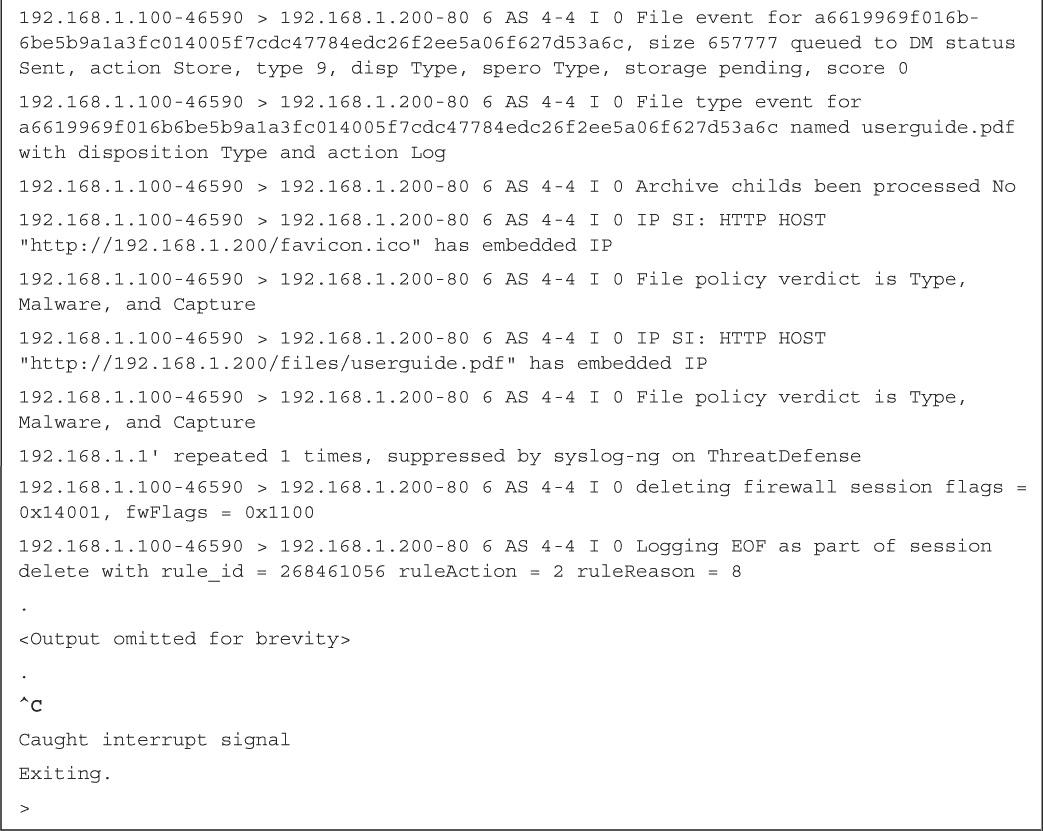 192.168.1.100-46590 > 192.168.1.200-80 6 AS 4-4 I 0 File event for a6619969f016b-
6be5b9a1a3fc014005f7cdc47784edc26f2ee5a06f627d53a6c, size 657777 queued to DM status
Sent, action Store, type 9, disp Type, spero Type, storage pending, score 0
192.168.1.100-46590 > 192.168.1.200-80 6 AS 4-4 I 0 File type event for
a6619969f016b6be5b9a1a3fc014005f7cdc47784edc26f2ee5a06f627d53a6c named userguide.pdf
with disposition Type and action Log
192.168.1.100-46590 > 192.168.1.200-80 6 AS 4-4 I 0 Archive childs been processed No
192.168.1.100-46590 > 192.168.1.200-80 6 AS 4-4 I 0 IP SI: HTTP HOST
"http://192.168.1.200/favicon.ico" has embedded IP
192.168.1.100-46590 > 192.168.1.200-80 6 AS 4-4 I 0 File policy verdict is Type,
Malware, and Capture
192.168.1.100-46590 > 192.168.1.200-80 6 AS 4-4 I 0 IP SI: HTTP HOST
"http://192.168.1.200/files/userguide.pdf" has embedded IP
192.168.1.100-46590 > 192.168.1.200-80 6 AS 4-4 I 0 File policy verdict is Type,
Malware, and Capture
192.168.1.1' repeated 1 times, suppressed by syslog-ng on ThreatDefense
192.168.1.100-46590 > 192.168.1.200-80 6 AS 4-4 I 0 deleting firewall session flags =
0x14001, fwFlags = 0x1100
192.168.1.100-46590 > 192.168.1.200-80 6 AS 4-4 I 0 Logging EOF as part of session
delete with rule_id = 268461056 ruleAction = 2 ruleReason = 8
.
<Output omitted for brevity>
.
^C
Caught interrupt signal
Exiting.
>